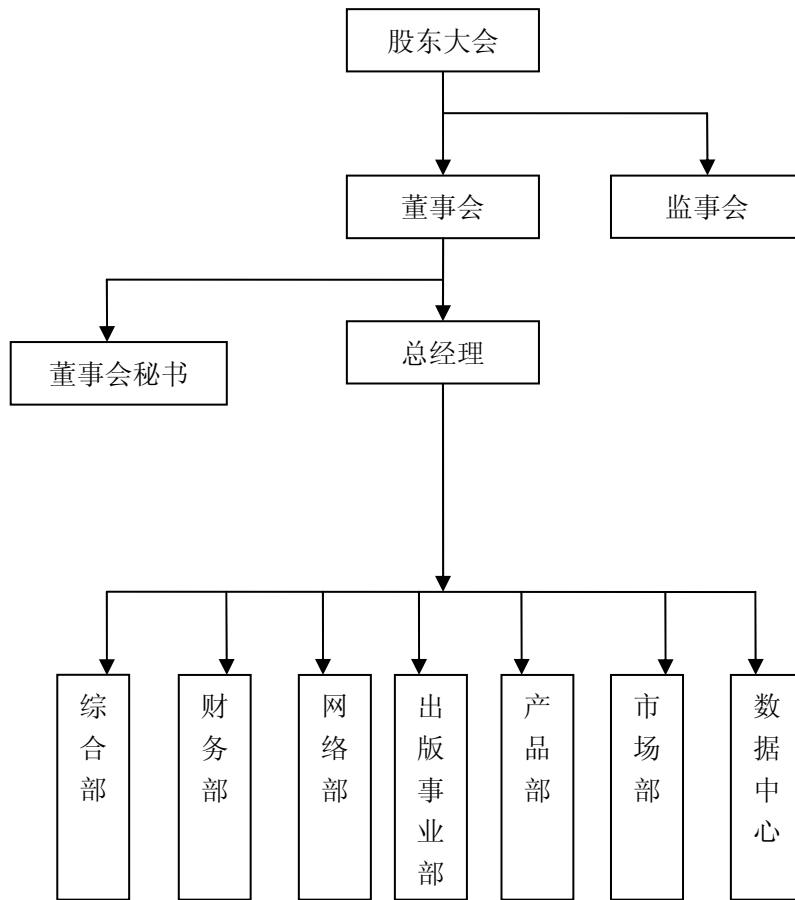 股东大会
董事会
监事会
董事会秘书
总经理
综合部
财务部
网络部
出版事业部
产品部
市场部
数据中心